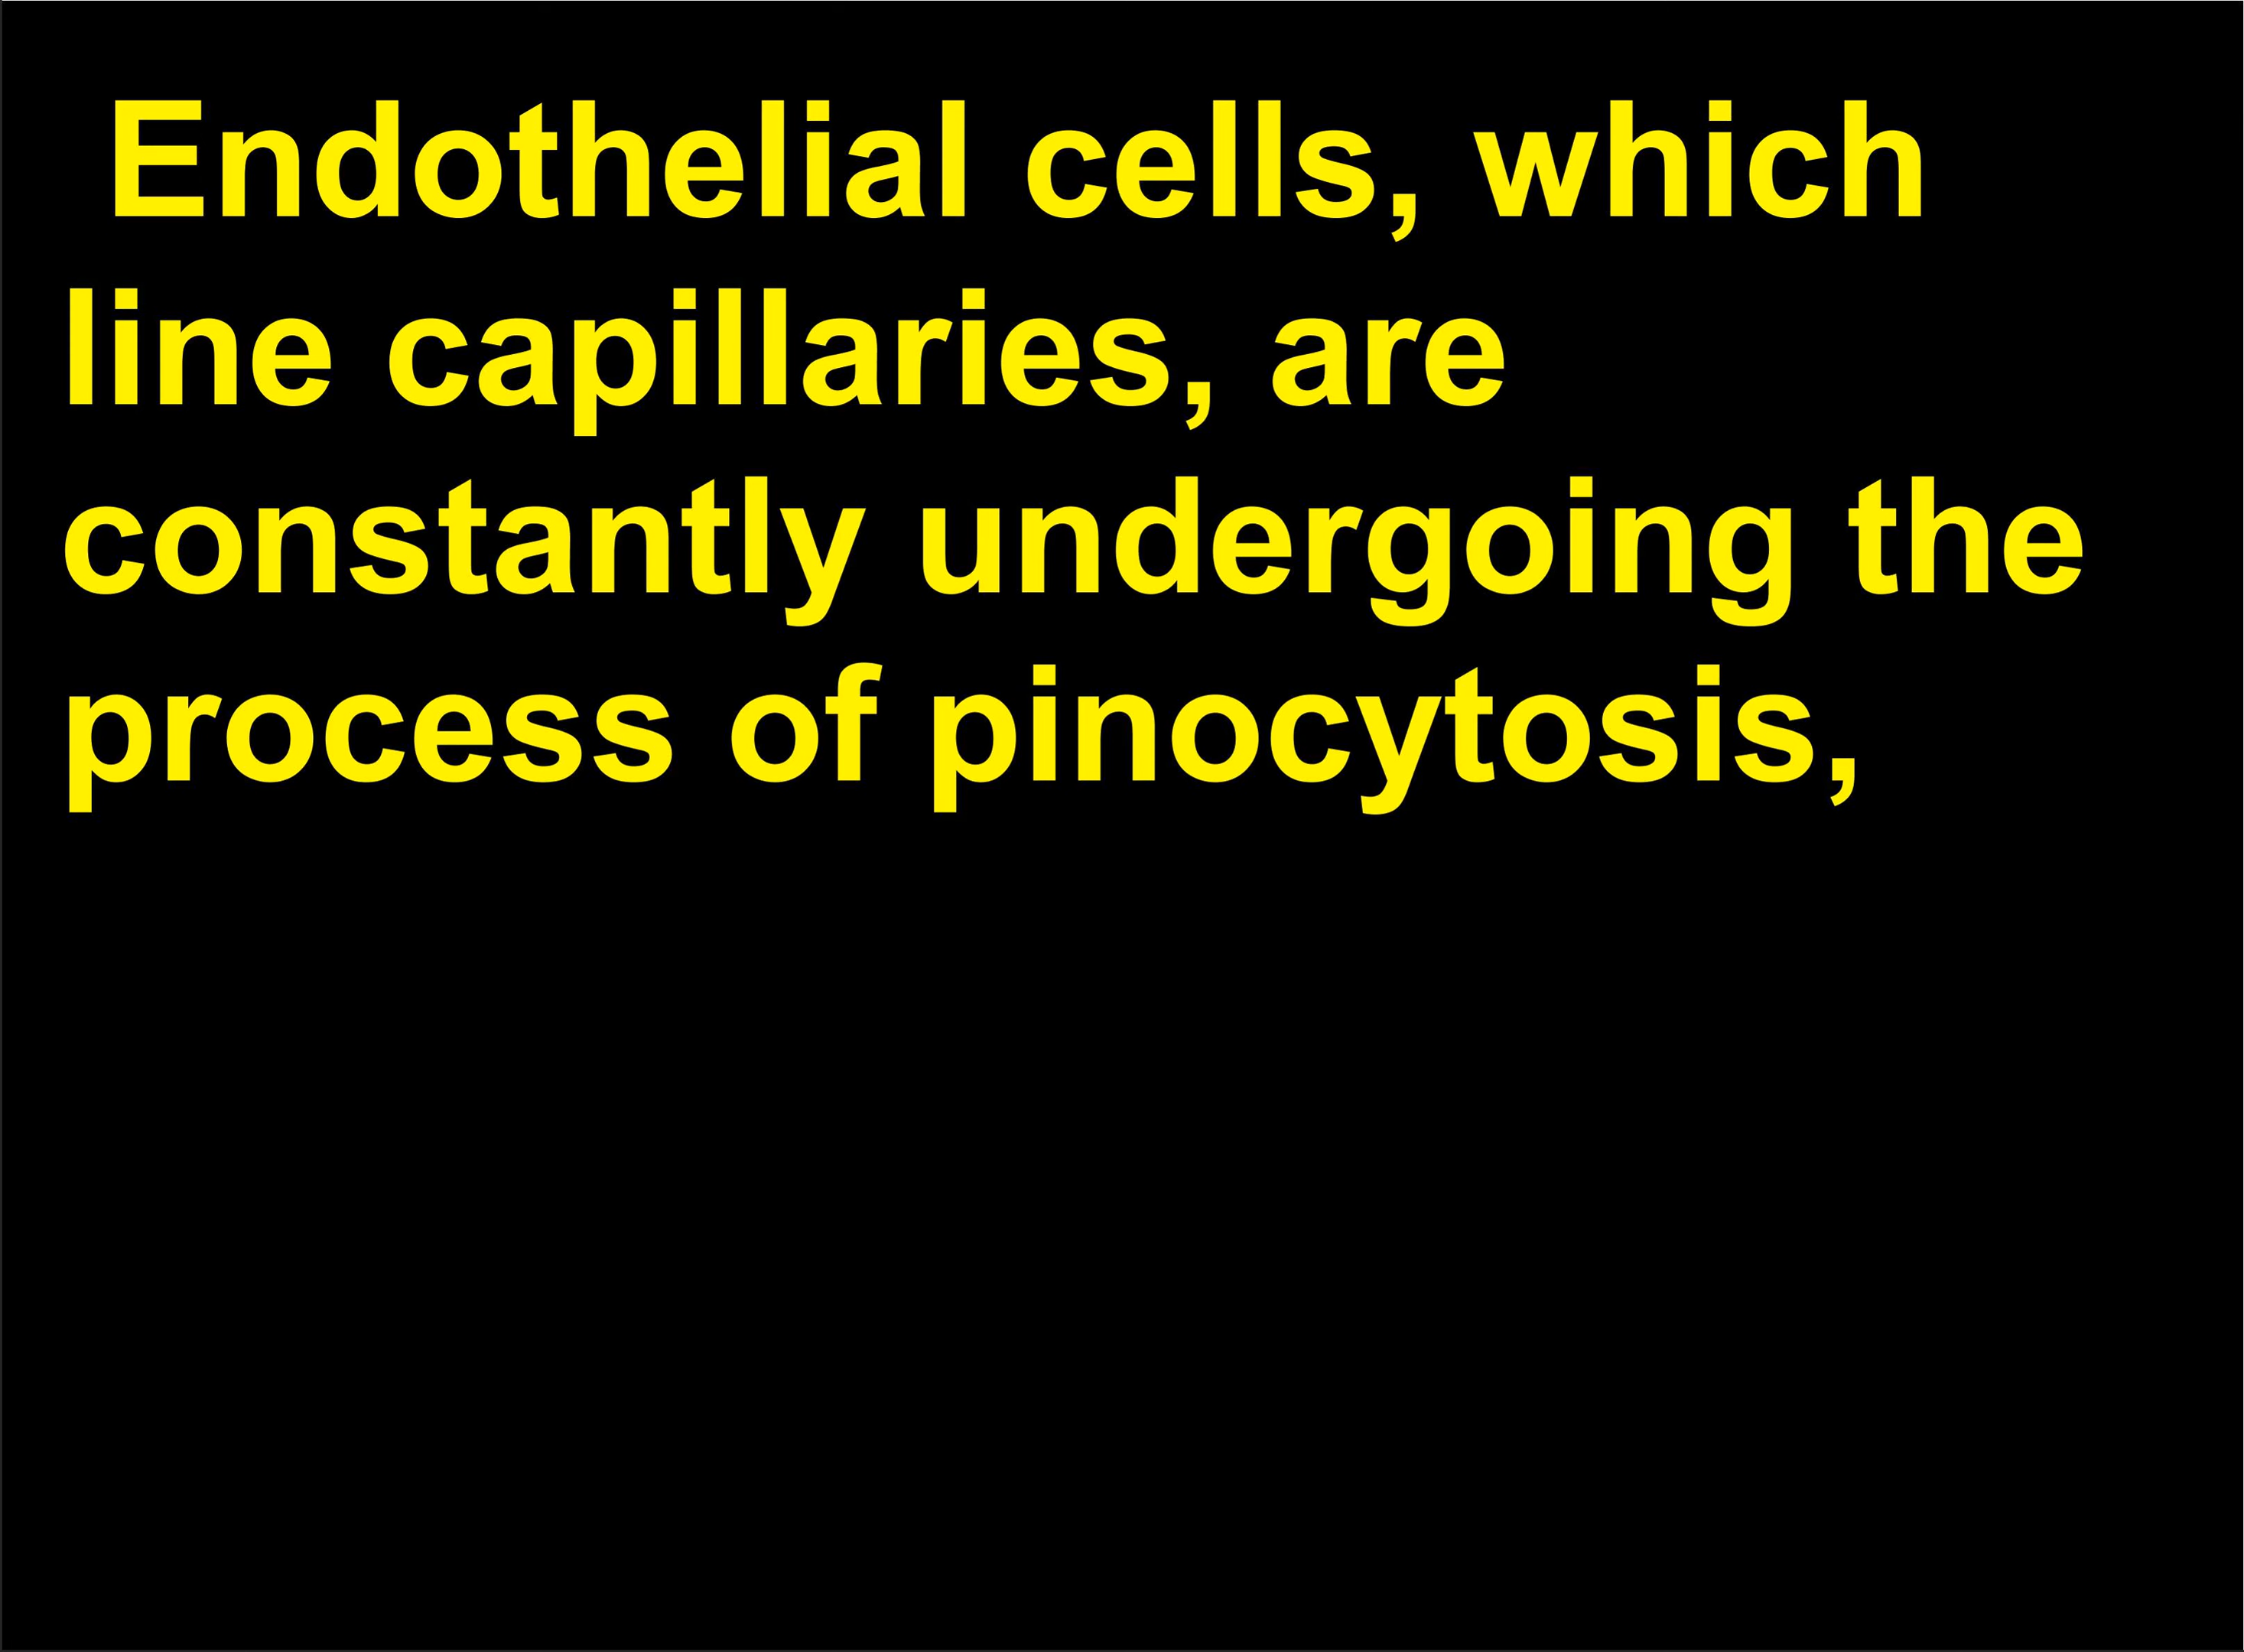 Endothelial cells, which
line capillaries, are
constantly undergoing the
process of pinocytosis,